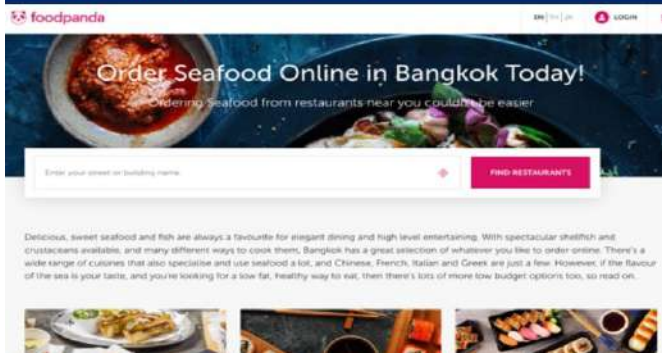 foodpanda
EN | TH | JA LOGIN
Order Seafood Online in Bangkok Today!
Ordering Seafood from restaurants near you couldn't be easier
Enter your street or building name
FIND RESTAURANTS
Delicious, sweet seafood and fish are always a favourite for elegant dining and high level entertaining. With spectacular shellfish and
crustaceans available, and many different ways to cook them, Bangkok has a great selection of whatever you like to order online. There's a
wide range of cuisines that also specialise and use seafood a lot, and Chinese, French, Italian and Greek are just a few. However, if the flavour
of the sea is your taste, and you're looking for a low fat, healthy way to eat, then there's lots of more low budget options too, so read on.